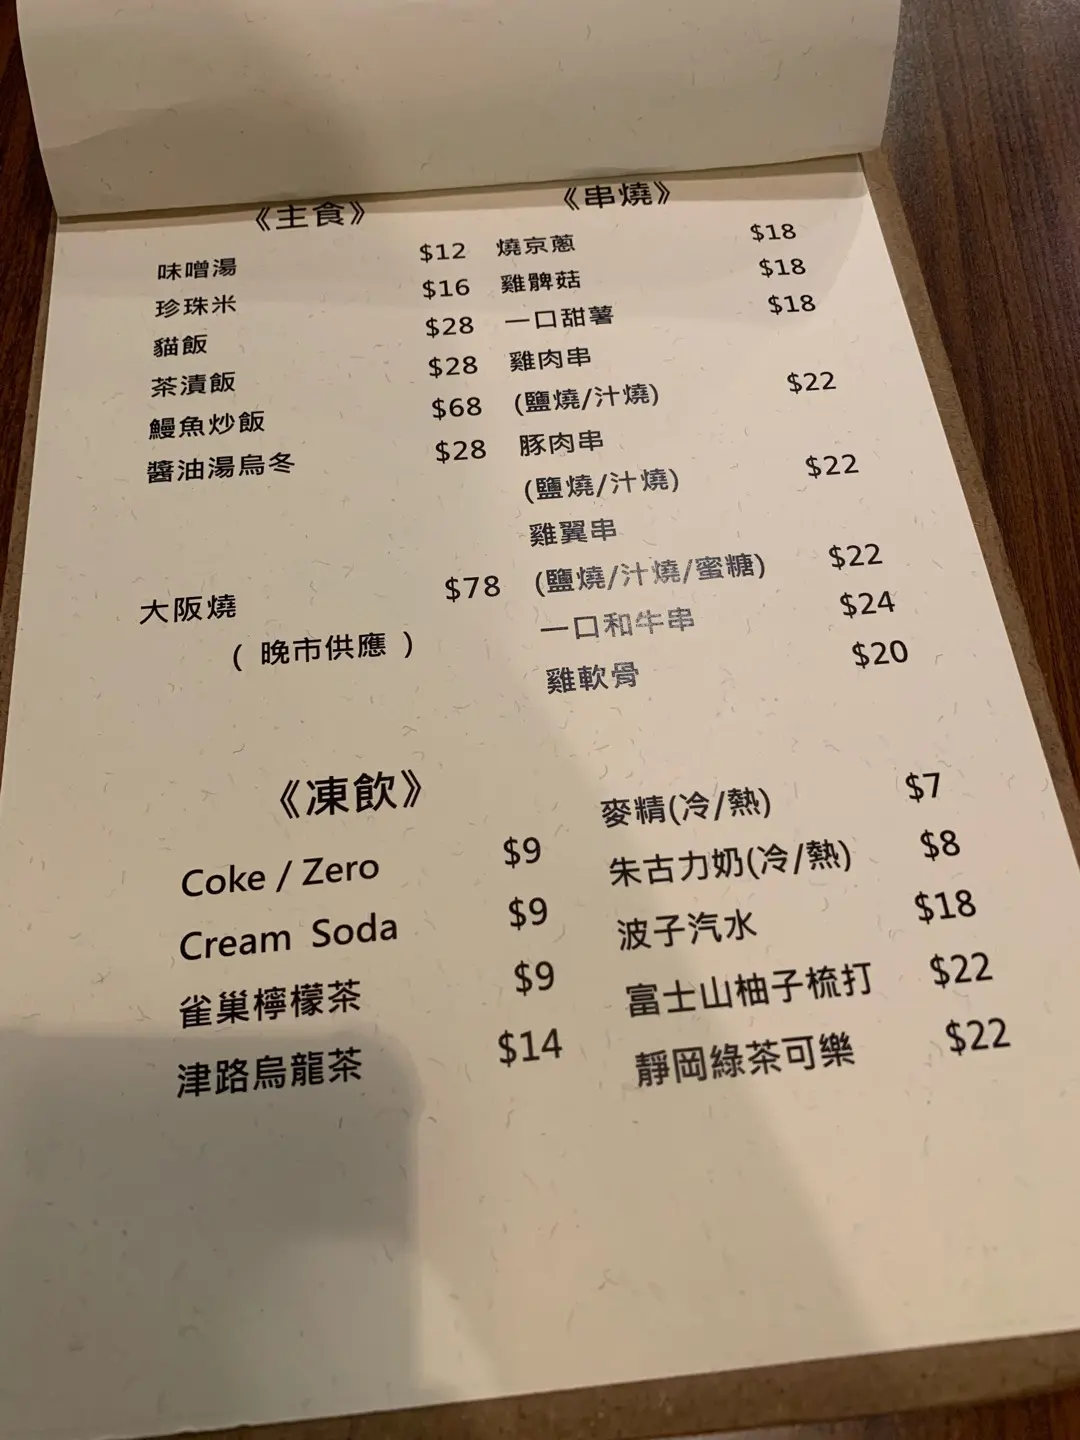 《主食》
味噌湯 $12
珍珠米 $16
貓飯 $28
茶漬飯 $28
鰻魚炒飯 $68
醬油湯烏冬 $28
大阪燒 $78
( 晚市供應 )
《串燒》
燒京蔥 $18
雞髀菇 $18
一口甜薯 $18
雞肉串
(鹽燒/汁燒) $22
豚肉串
(鹽燒/汁燒) $22
雞翼串
(鹽燒/汁燒/蜜糖) $22
一口和牛串 $24
雞軟骨 $20
《凍飲》
Coke / Zero $9
Cream Soda $9
雀巢檸檬茶 $9
津路烏龍茶 $14
麥精(冷/熱) $7
朱古力奶(冷/熱) $8
波子汽水 $18
富士山柚子梳打 $22
靜岡綠茶可樂 $22